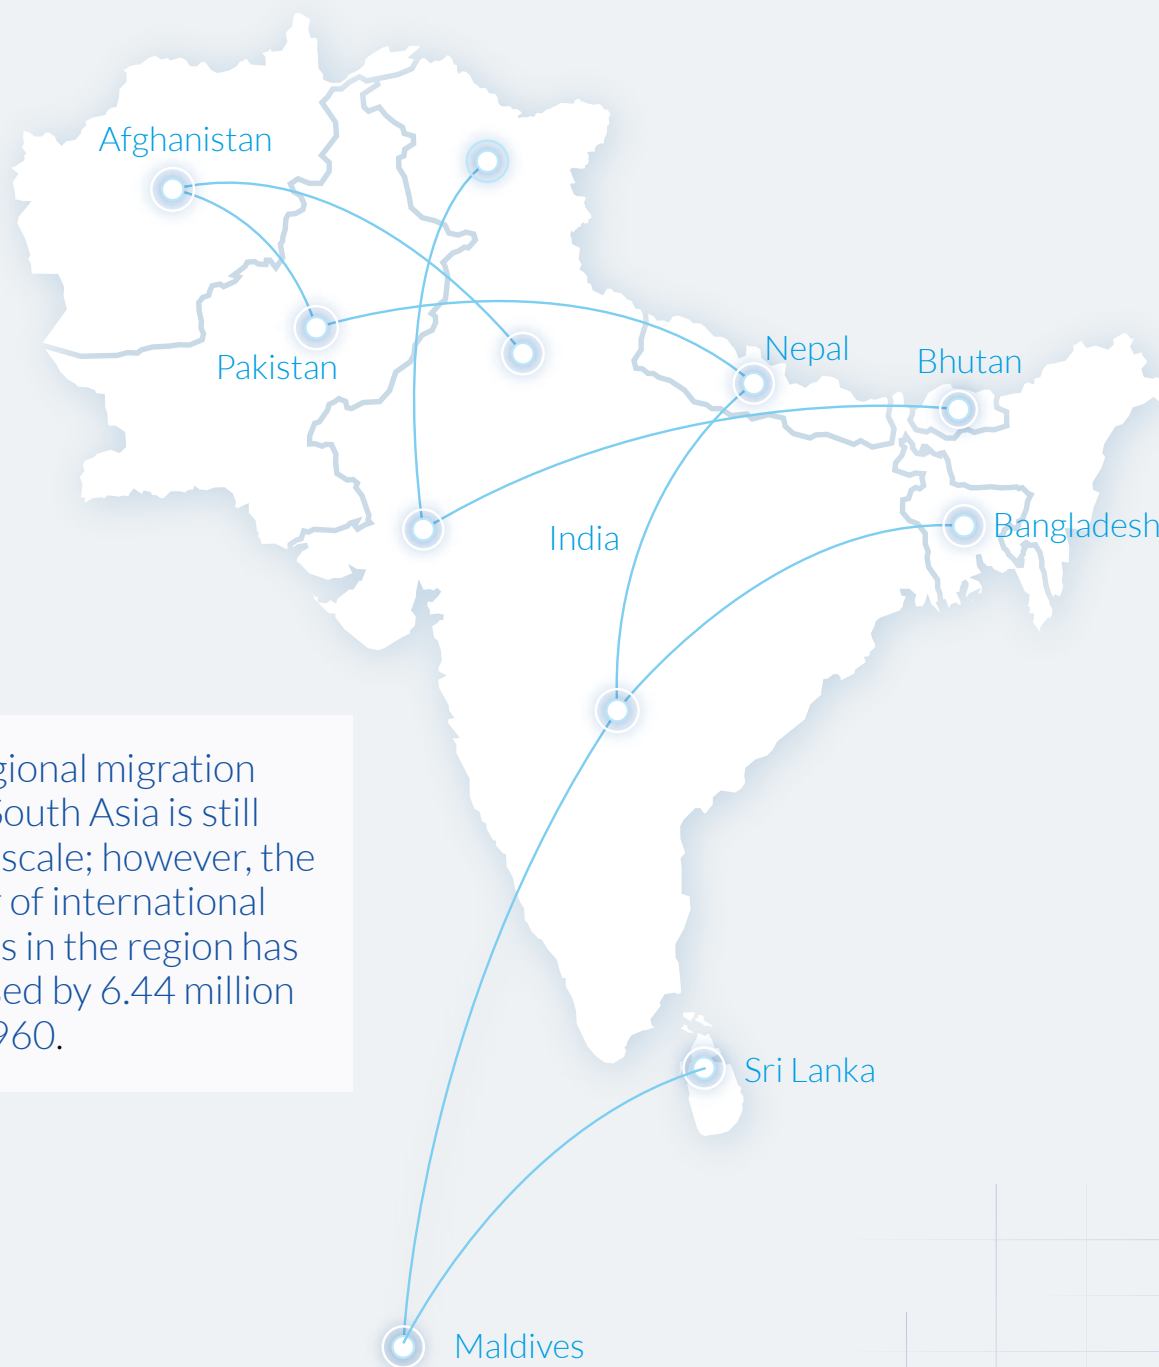 Afghanistan
Pakistan
Nepal
Bhutan
India
Bangladesh
gional migration
South Asia is still
scale; however, the
of international
s in the region has
sed by 6.44 million
960.
Sri Lanka
Maldives